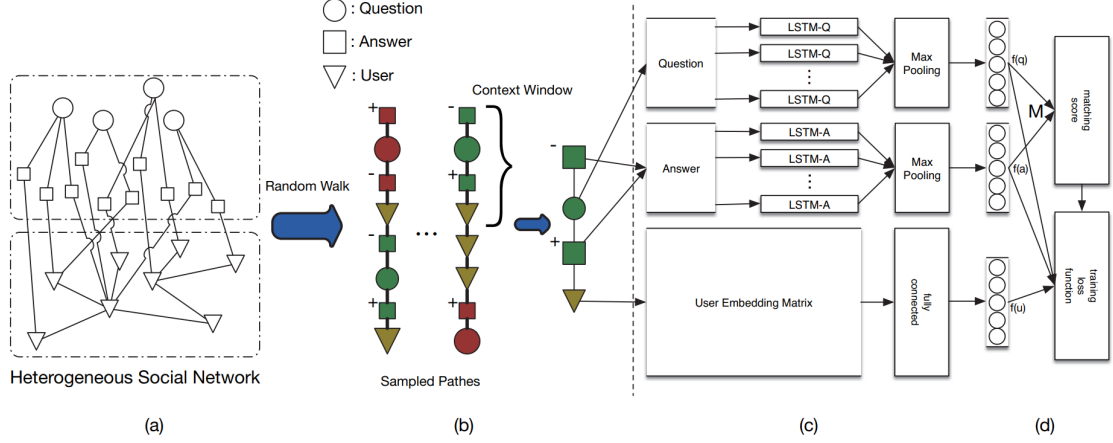 : Question
: Answer
: User
Heterogeneous Social Network
(a)
Random Walk
+
-
-
+
+
-
+
+
...
Context Window
Sampled Pathes
(b)
-
+
Question
LSTM-Q
LSTM-Q
...
LSTM-Q
Max
Pooling
f(q)
Answer
LSTM-A
LSTM-A
...
LSTM-A
Max
Pooling
f(a)
User Embedding Matrix
fully
connected
f(u)
(c)
M
matching
score
training
loss
function
(d)